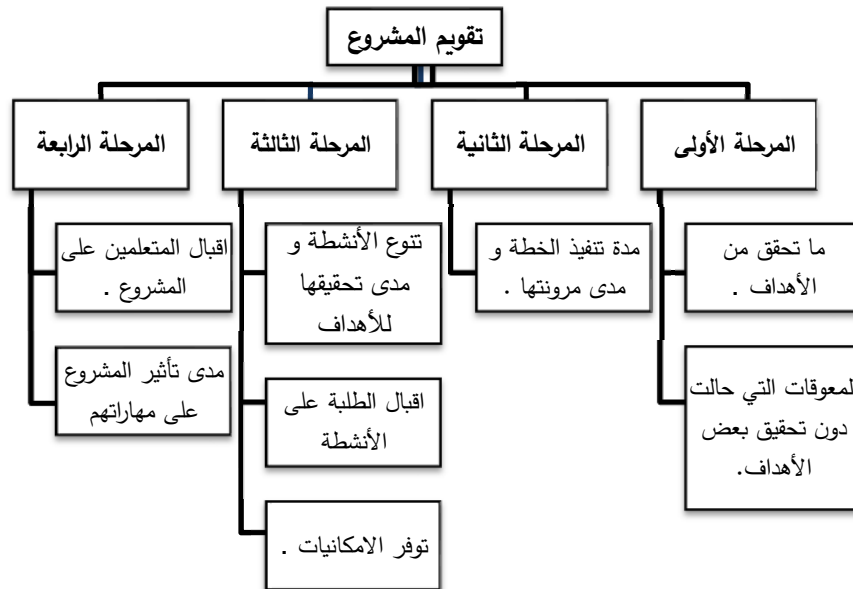 تقويم المشروع
المرحلة الأولى
ما تحقق من
الأهداف .
لمعوقات التي حالت
دون تحقيق بعض
الأهداف.
المرحلة الثانية
مدة تنفيذ الخطة و
مدى مرونتها .
المرحلة الثالثة
تنوع الأنشطة و
مدى تحقيقها
للأهداف
اقبال الطلبة على
الأنشطة
توفر الامكانيات .
المرحلة الرابعة
اقبال المتعلمين على
المشروع .
مدى تأثير المشروع
على مهاراتهم